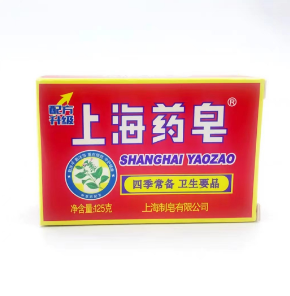 配方
升级
上海药皂®
SHANGHAI YAOZAO
四季常备 卫生要品
净含量:125克
上海制皂有限公司